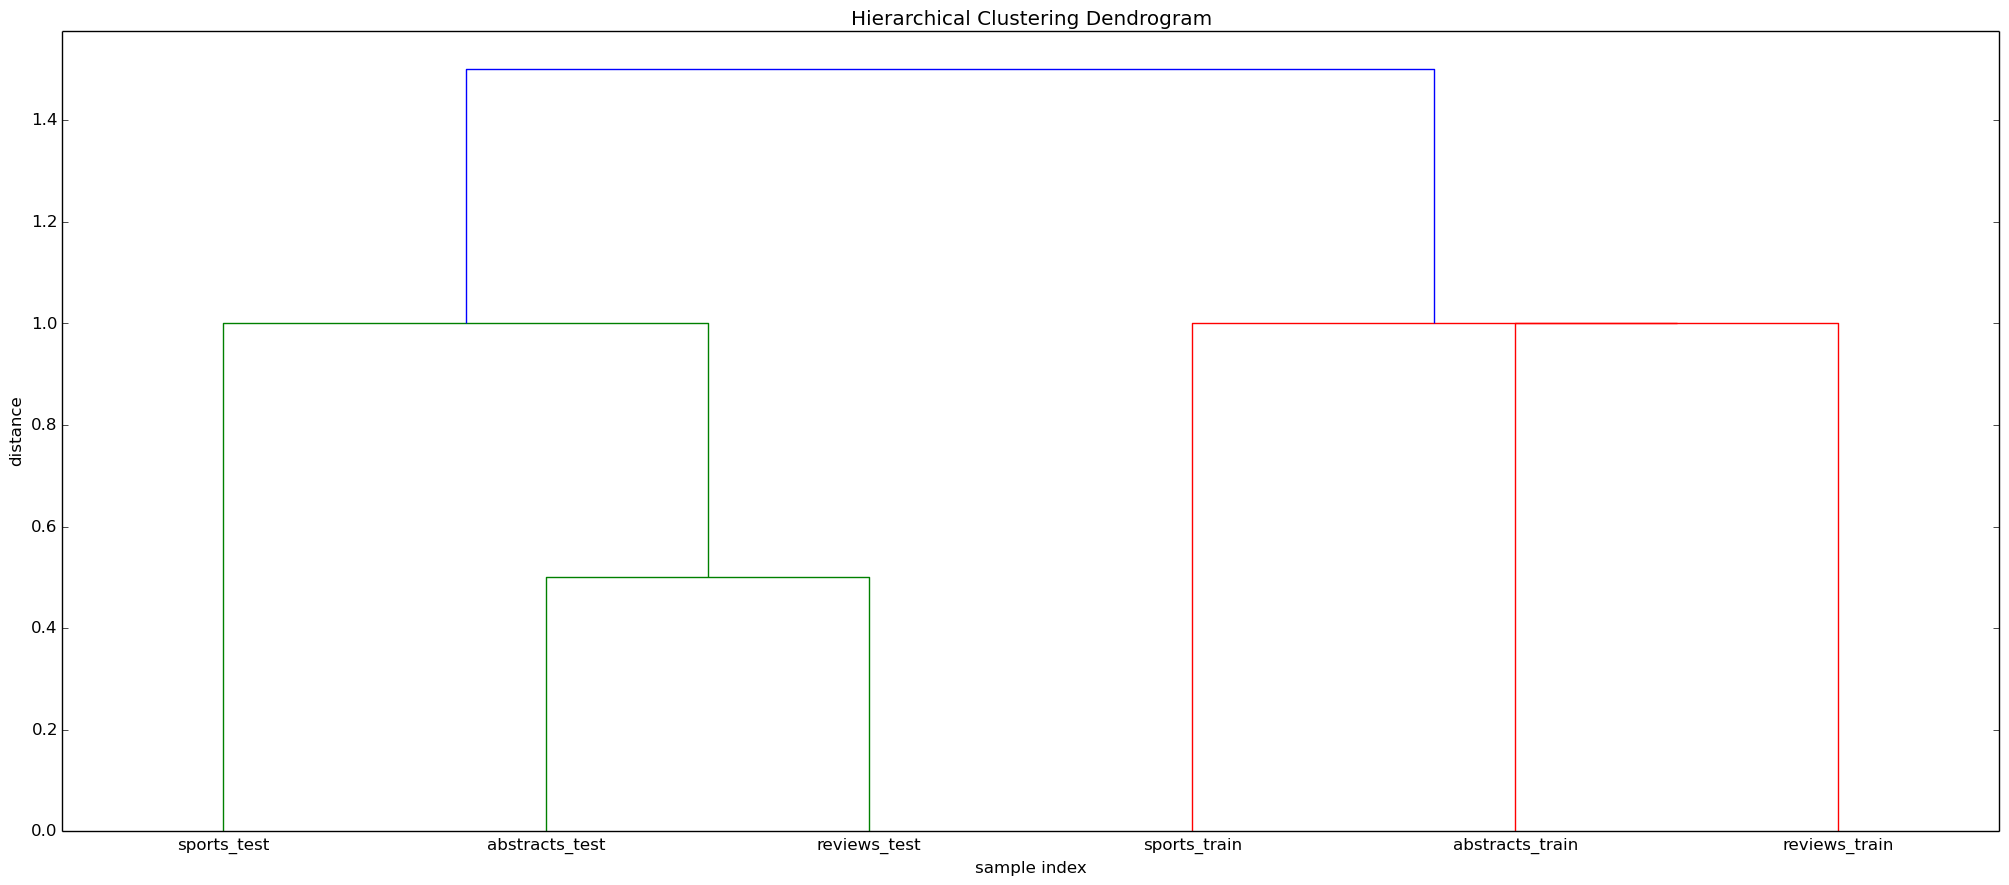 Hierarchical Clustering Dendrogram
1.4
1.2
1.0
0.8
0.6
0.4
0.2
0.0
distance
sports_test abstracts_test reviews_test sports_train abstracts_train reviews_train
sample index